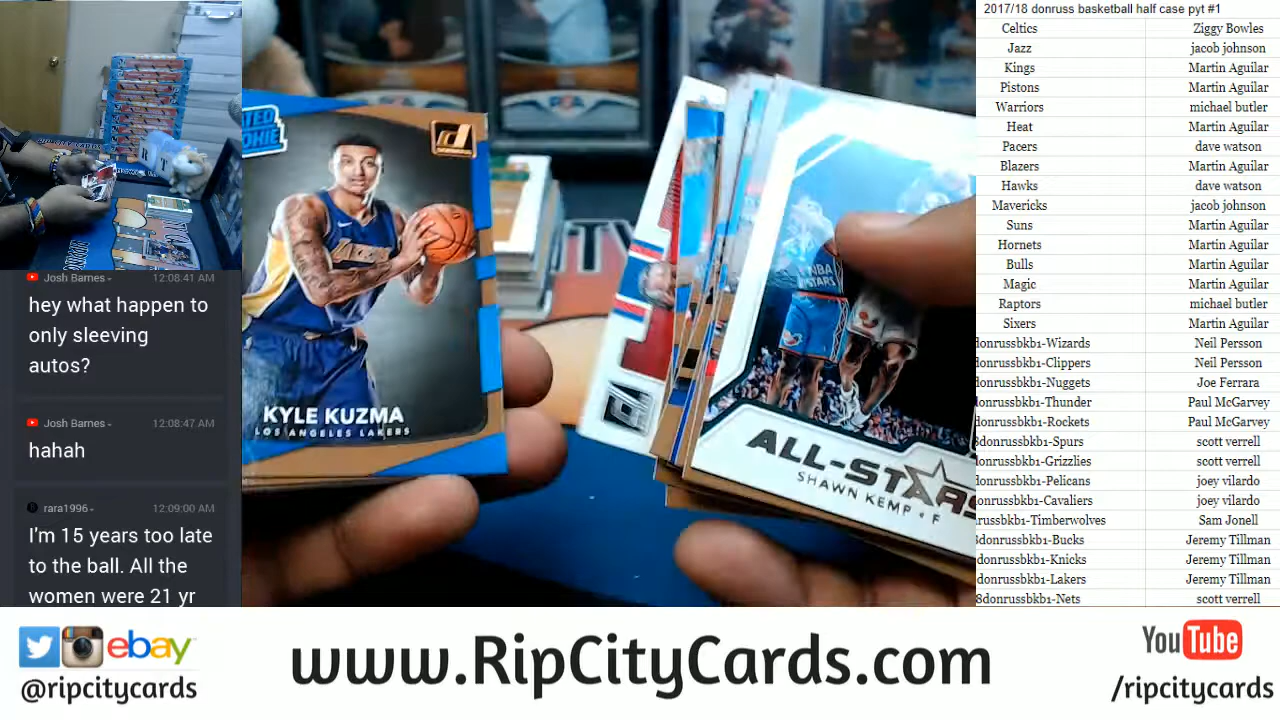 2017/18 donruss basketball half case pyt #1
Celtics Ziggy Bowles
Jazz jacob johnson
Kings Martin Aguilar
Pistons Martin Aguilar
Warriors michael butler
Heat Martin Aguilar
Pacers dave watson
Blazers Martin Aguilar
Hawks dave watson
Mavericks jacob johnson
Suns Martin Aguilar
Hornets Martin Aguilar
Bulls Martin Aguilar
Magic Martin Aguilar
Raptors michael butler
Sixers Martin Aguilar
donrussbkb1-Wizards Neil Persson
donrussbkb1-Clippers Neil Persson
donrussbkb1-Nuggets Joe Ferrara
donrussbkb1-Thunder Paul McGarvey
donrussbkb1-Rockets Paul McGarvey
donrussbkb1-Spurs scott verrell
donrussbkb1-Grizzlies scott verrell
donrussbkb1-Pelicans joey vilardo
donrussbkb1-Cavaliers joey vilardo
russbkb1-Timberwolves Sam Jonell
donrussbkb1-Bucks Jeremy Tillman
donrussbkb1-Knicks Jeremy Tillman
donrussbkb1-Lakers Jeremy Tillman
8donrussbkb1-Nets scott verrell
TED
OKIE
LAKERS
KYLE KUZMA
LOS ANGELES LAKERS
NBA
STARS
ALL-STARS
SHAWN KEMP • F
Josh Barnes - 12:08:41 AM
hey what happen to
only sleeving
autos?
Josh Barnes - 12:08:47 AM
hahah
rara1996 - 12:09:00 AM
I'm 15 years too late
to the ball. All the
women were 21 yr
ebay
@ripcitycards
www.RipCityCards.com
YouTube
/ripcitycards